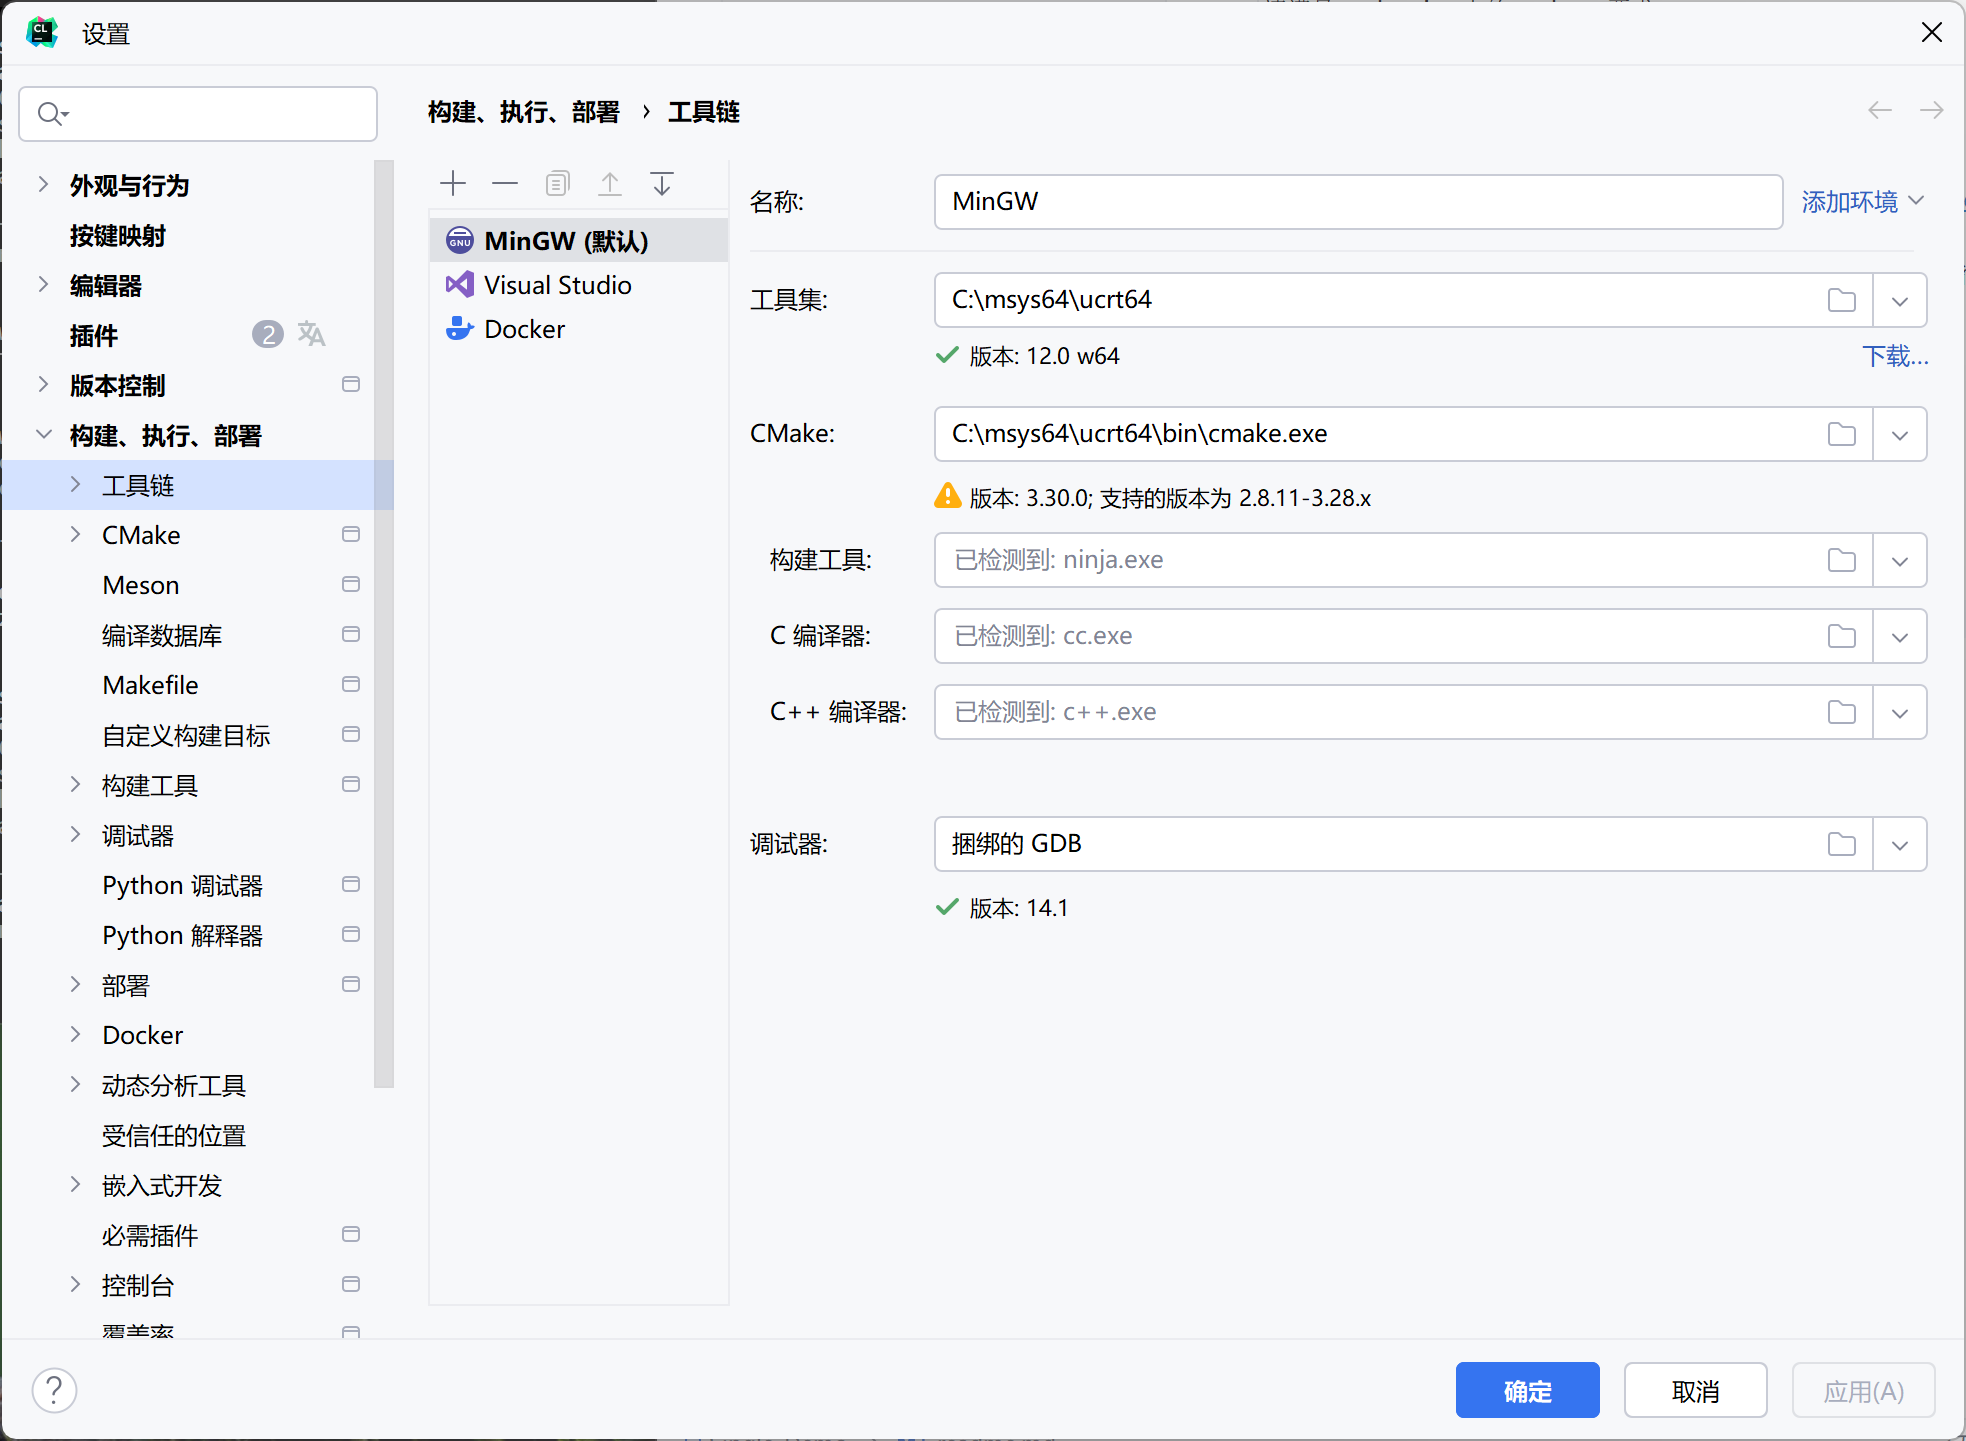 设置
构建、执行、部署 › 工具链
外观与行为
按键映射
编辑器
插件 2
版本控制
构建、执行、部署
工具链
CMake
Meson
编译数据库
Makefile
自定义构建目标
构建工具
调试器
Python 调试器
Python 解释器
部署
Docker
动态分析工具
受信任的位置
嵌入式开发
必需插件
控制台
覆盖率
MinGW (默认)
Visual Studio
Docker
名称: MinGW 添加环境
工具集: C:\msys64\ucrt64
版本: 12.0 w64 下载...
CMake: C:\msys64\ucrt64\bin\cmake.exe
版本: 3.30.0; 支持的版本为 2.8.11-3.28.x
构建工具: 已检测到: ninja.exe
C 编译器: 已检测到: cc.exe
C++ 编译器: 已检测到: c++.exe
调试器: 捆绑的 GDB
版本: 14.1
? 确定 取消 应用(A)